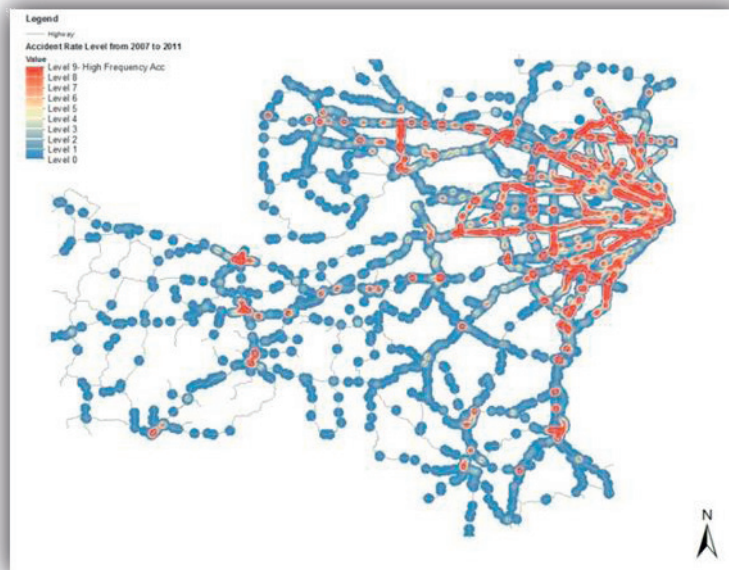 Legend
Highway
Accident Rate Level from 2007 to 2011
Value
Level 9- High Frequency Acc
Level 8
Level 7
Level 6
Level 5
Level 4
Level 3
Level 2
Level 1
Level 0
N